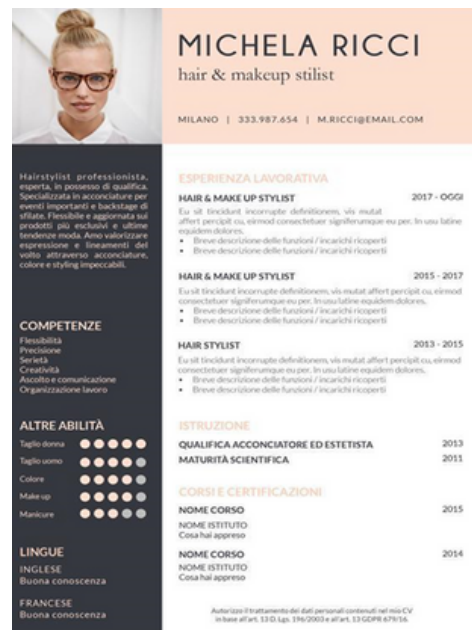 MICHELA RICCI
hair & makeup stilist
MILANO | 333.987.654 | M.RICCI@EMAIL.COM
Hairstylist professionista,
esperta, in possesso di qualifica.
Specializzata in acconciature per
eventi importanti e backstage di
sfilate. Flessibile e aggiornata sui
prodotti più esclusivi e ultime
tendenze moda. Amo valorizzare
espressione e lineamenti del
volto attraverso acconciature,
colore e styling impeccabili.
COMPETENZE
Flessibilità
Precisione
Serietà
Creatività
Ascolto e comunicazione
Organizzazione lavoro
ALTRE ABILITÀ
Taglio donna
Taglio uomo
Colore
Make up
Manicure
LINGUE
INGLESE
Buona conoscenza
FRANCESE
Buona conoscenza
ESPERIENZA LAVORATIVA
HAIR & MAKE UP STYLIST 2017 - OGGI
Eu sit tincidunt incorrupte definitionem, vis mutat
affert percipit cu, eirmod consectetuer signiferumque eu per. In usu latine
equidem dolores.
• Breve descrizione delle funzioni / incarichi ricoperti
• Breve descrizione delle funzioni / incarichi ricoperti
HAIR & MAKE UP STYLIST 2015 - 2017
Eu sit tincidunt incorrupte definitionem, vis mutat affert percipit cu, eirmod
consectetuer signiferumque eu per. In usu latine equidem dolores.
• Breve descrizione delle funzioni / incarichi ricoperti
• Breve descrizione delle funzioni / incarichi ricoperti
HAIR STYLIST 2013 - 2015
Eu sit tincidunt incorrupte definitionem, vis mutat affert percipit cu, eirmod
consectetuer signiferumque eu per. In usu latine equidem dolores.
• Breve descrizione delle funzioni / incarichi ricoperti
• Breve descrizione delle funzioni / incarichi ricoperti
ISTRUZIONE
QUALIFICA ACCONCIATORE ED ESTETISTA 2013
MATURITÀ SCIENTIFICA 2011
CORSI E CERTIFICAZIONI
NOME CORSO 2015
NOME ISTITUTO
Cosa hai appreso
NOME CORSO 2014
NOME ISTITUTO
Cosa hai appreso
Autorizzo il trattamento dei dati personali contenuti nel mio CV
in base all'art. 13 D. Lgs. 196/2003 e all'art. 13 GDPR 679/16.